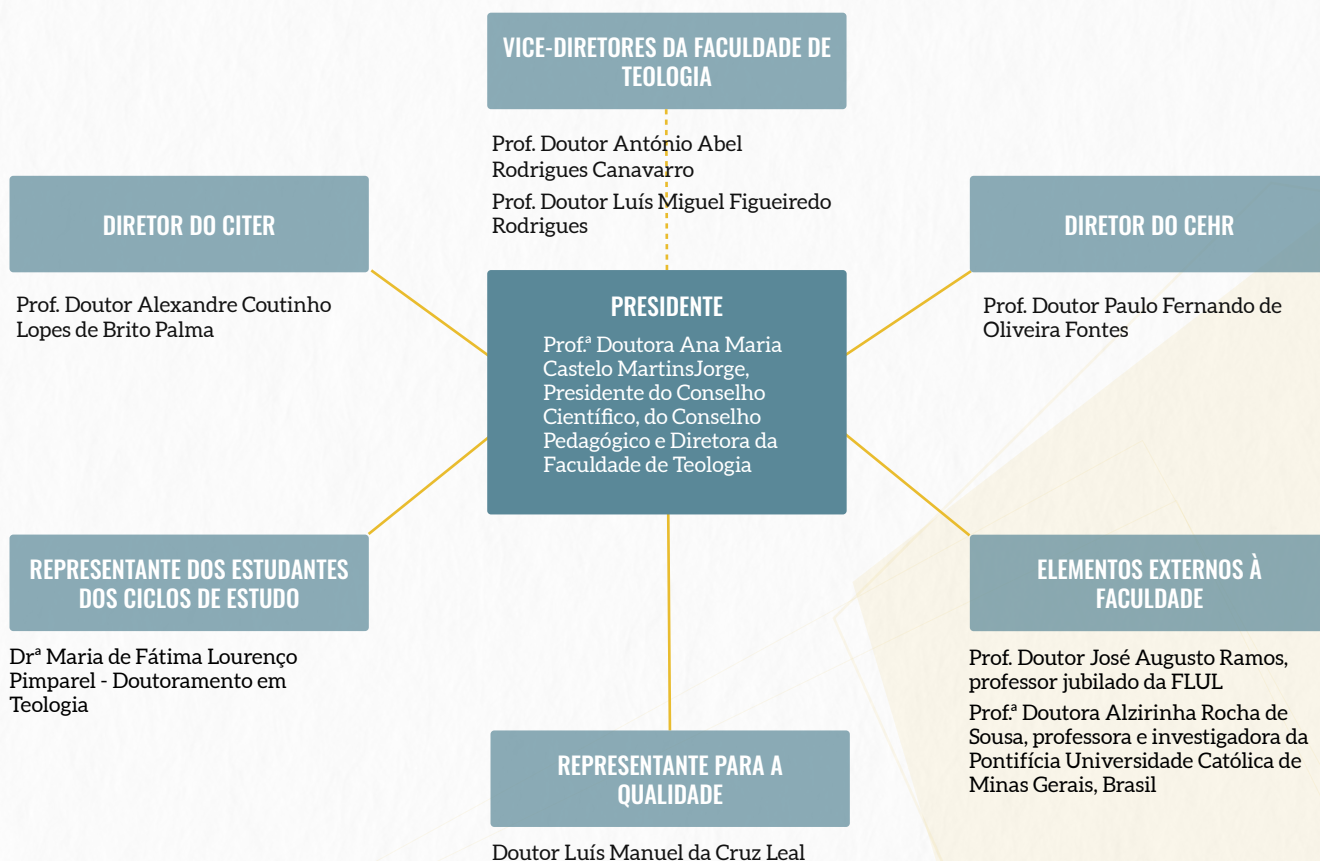 VICE-DIRETORES DA FACULDADE DE
TEOLOGIA
Prof. Doutor António Abel
Rodrigues Canavarro
Prof. Doutor Luís Miguel Figueiredo
Rodrigues
DIRETOR DO CITER
Prof. Doutor Alexandre Coutinho
Lopes de Brito Palma
PRESIDENTE
Prof.ª Doutora Ana Maria
Castelo MartinsJorge,
Presidente do Conselho
Científico, do Conselho
Pedagógico e Diretora da
Faculdade de Teologia
DIRETOR DO CEHR
Prof. Doutor Paulo Fernando de
Oliveira Fontes
REPRESENTANTE DOS ESTUDANTES
DOS CICLOS DE ESTUDO
Drª Maria de Fátima Lourenço
Pimparel - Doutoramento em
Teologia
ELEMENTOS EXTERNOS À
FACULDADE
Prof. Doutor José Augusto Ramos,
professor jubilado da FLUL
Prof.ª Doutora Alzirinha Rocha de
Sousa, professora e investigadora da
Pontifícia Universidade Católica de
Minas Gerais, Brasil
REPRESENTANTE PARA A
QUALIDADE
Doutor Luís Manuel da Cruz Leal